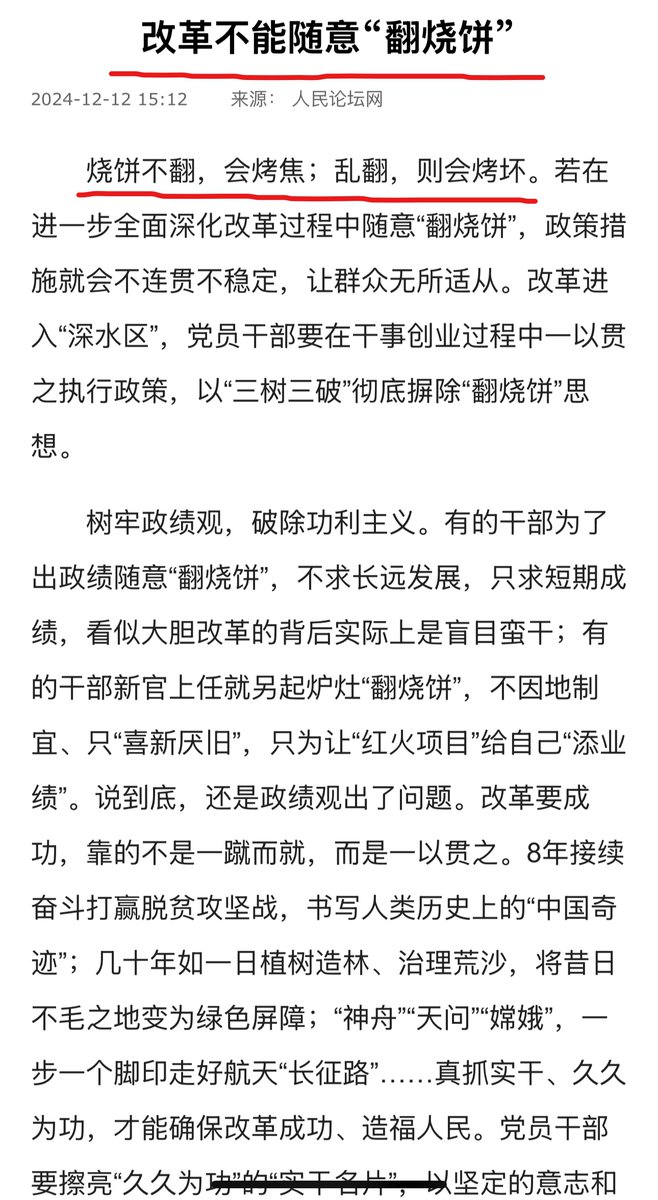 改革不能随意“翻烧饼”
2024-12-12 15:12 来源： 人民论坛网
烧饼不翻，会烤焦；乱翻，则会烤坏。若在
进一步全面深化改革过程中随意“翻烧饼”，政策措
施就会不连贯不稳定，让群众无所适从。改革进
入“深水区”，党员干部要在干事创业过程中一以贯
之执行政策，以“三树三破”彻底摒除“翻烧饼”思
想。
树牢政绩观，破除功利主义。有的干部为了
出政绩随意“翻烧饼”，不求长远发展，只求短期成
绩，看似大胆改革的背后实际上是盲目蛮干；有
的干部新官上任就另起炉灶“翻烧饼”，不因地制
宜、只“喜新厌旧”，只为让“红火项目”给自己“添业
绩”。说到底，还是政绩观出了问题。改革要成
功，靠的不是一蹴而就，而是一以贯之。8年接续
奋斗打赢脱贫攻坚战，书写人类历史上的“中国奇
迹”；几十年如一日植树造林、治理荒沙，将昔日
不毛之地变为绿色屏障；“神舟”“天问”“嫦娥”，一
步一个脚印走好航天“长征路”……真抓实干、久久
为功，才能确保改革成功、造福人民。党员干部
要擦亮“久久为功”的“实干名片”，以坚定的意志和